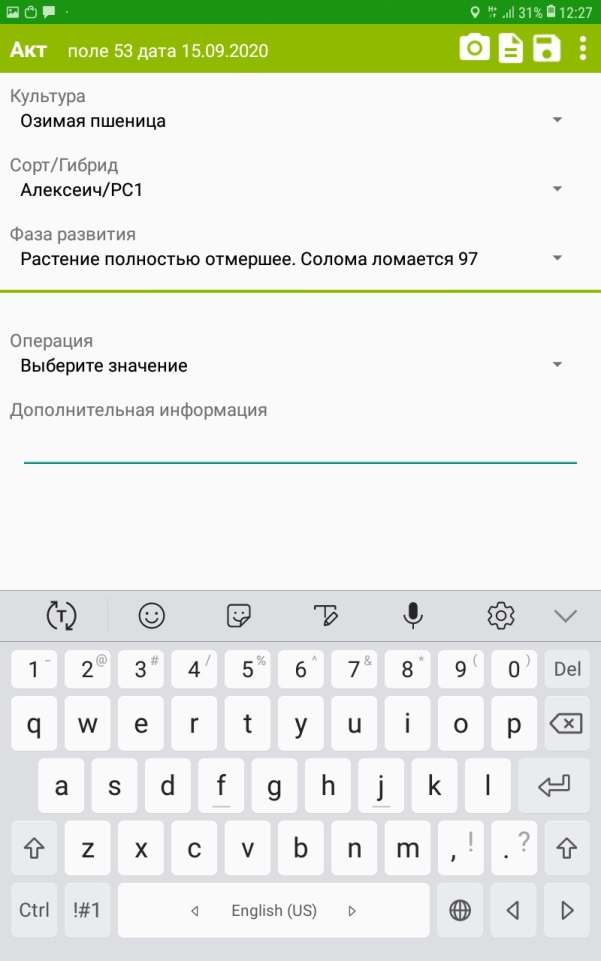 31% 12:27
Акт поле 53 дата 15.09.2020
Культура
Озимая пшеница
Сорт/Гибрид
Алексеич/РС1
Фаза развития
Растение полностью отмершее. Солома ломается 97
Операция
Выберите значение
Дополнительная информация
1 - 2 @ 3 # 4 / 5 % 6 ^ 7 & 8 * 9 ( 0 ) Del
q w e r t y u i o p
a s d f g h j k l
z x c v b n m , ! . ?
Ctrl !#1 English (US)